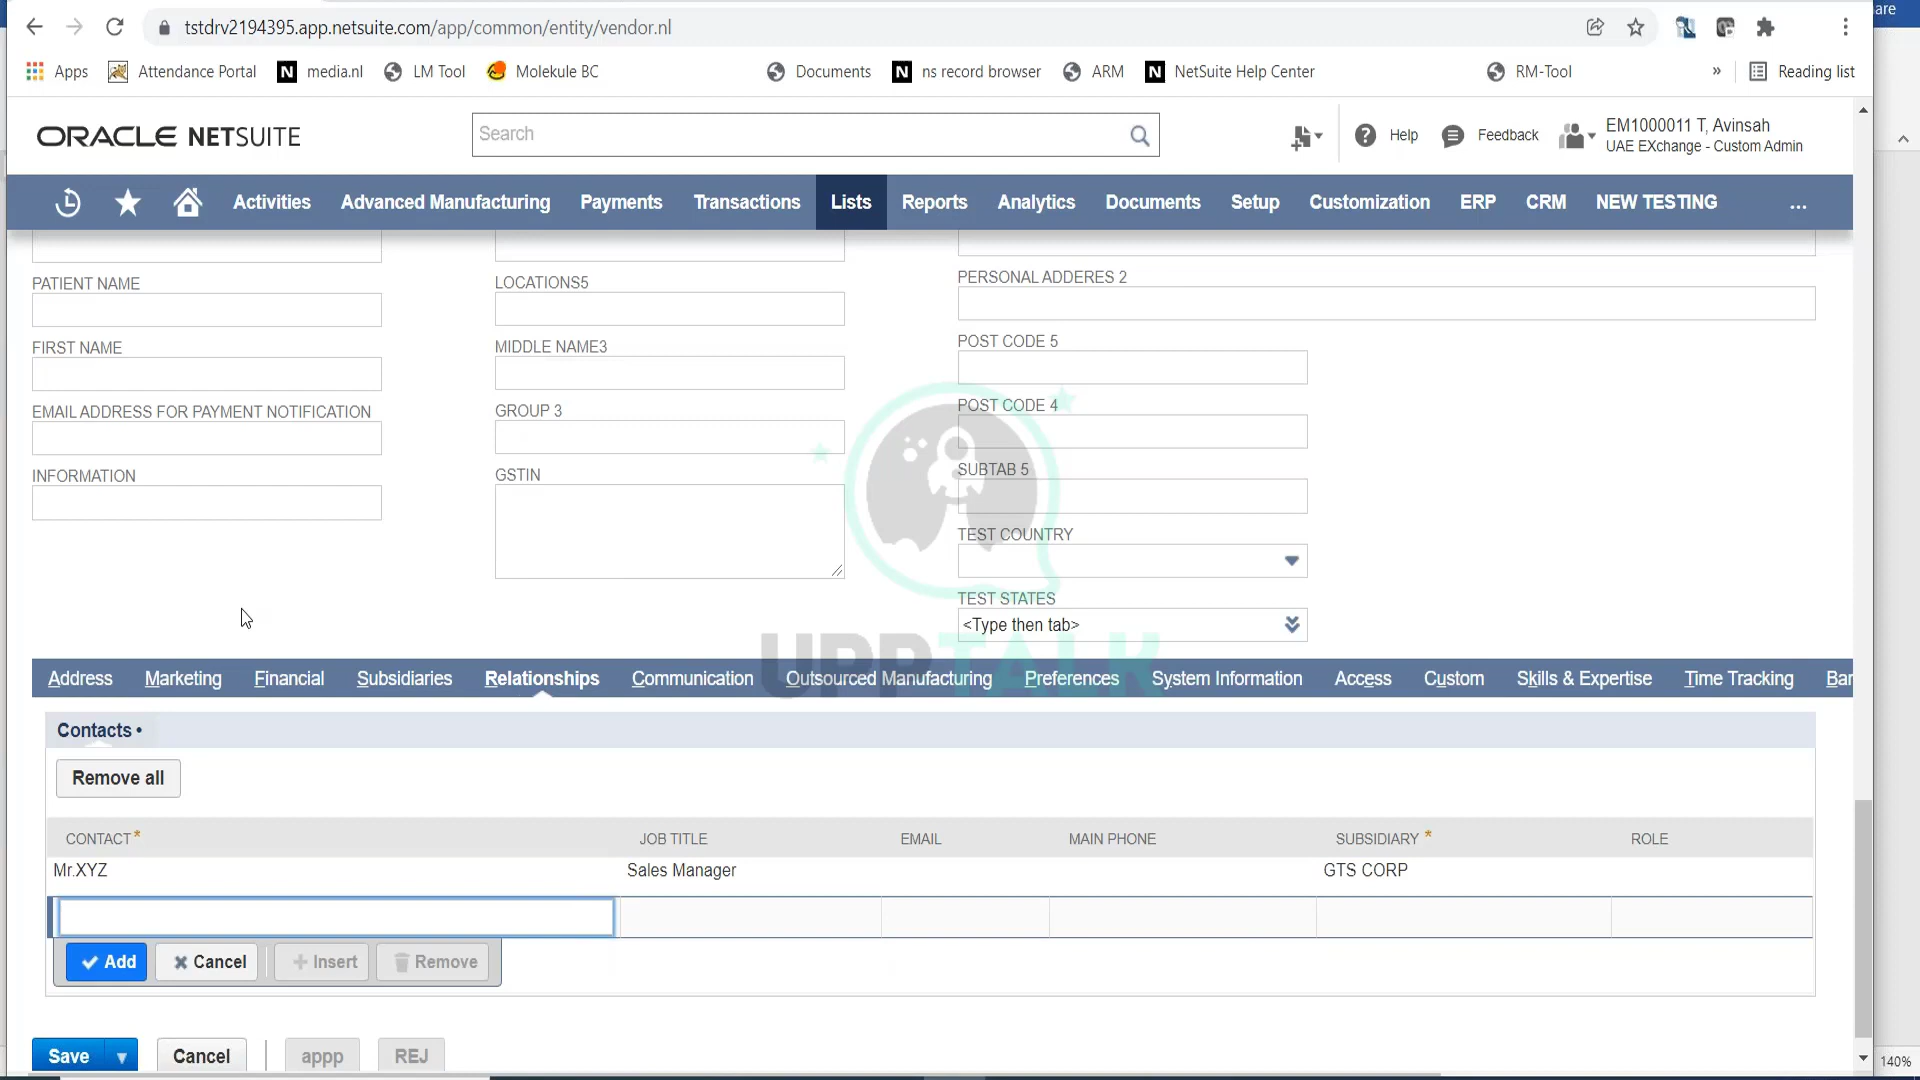 are
tstdrv2194395.app.netsuite.com/app/common/entity/vendor.nl
Apps Attendance Portal N media.nl LM Tool Molekule BC Documents N ns record browser ARM N NetSuite Help Center RM-Tool » Reading list
ORACLE NETSUITE Search Help Feedback EM1000011 T, Avinsah
UAE EXchange - Custom Admin
Activities Advanced Manufacturing Payments Transactions Lists Reports Analytics Documents Setup Customization ERP CRM NEW TESTING ...
PATIENT NAME LOCATIONS5 PERSONAL ADDERES 2
FIRST NAME MIDDLE NAME3 POST CODE 5
EMAIL ADDRESS FOR PAYMENT NOTIFICATION GROUP 3 POST CODE 4
INFORMATION GSTIN SUBTAB 5
TEST COUNTRY
TEST STATES
<Type then tab>
UPPTALK
Address Marketing Financial Subsidiaries Relationships Communication Outsourced Manufacturing Preferences System Information Access Custom Skills & Expertise Time Tracking Bar
Contacts •
Remove all
CONTACT* JOB TITLE EMAIL MAIN PHONE SUBSIDIARY * ROLE
Mr.XYZ Sales Manager GTS CORP
Add Cancel Insert Remove
Save Cancel appp REJ
140%